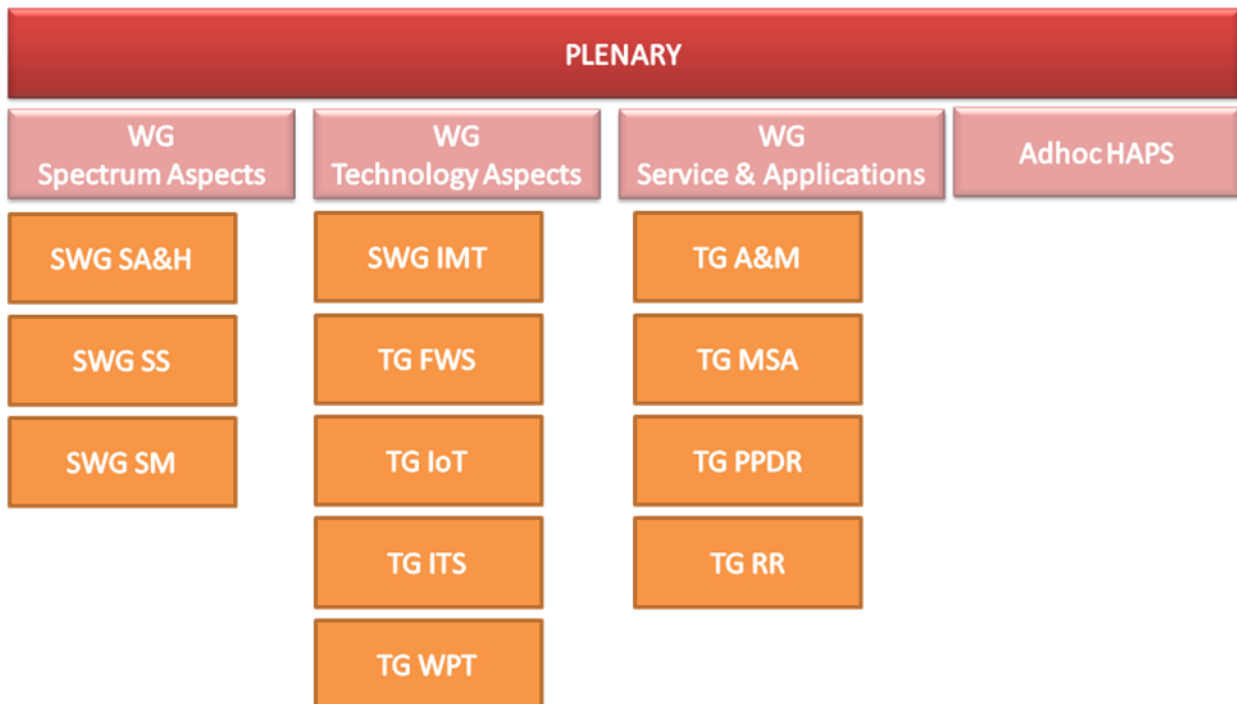 PLENARY
WG
Spectrum Aspects
WG
Technology Aspects
WG
Service & Applications
Adhoc HAPS
SWG SA&H
SWG SS
SWG SM
SWG IMT
TG FWS
TG IoT
TG ITS
TG WPT
TG A&M
TG MSA
TG PPDR
TG RR